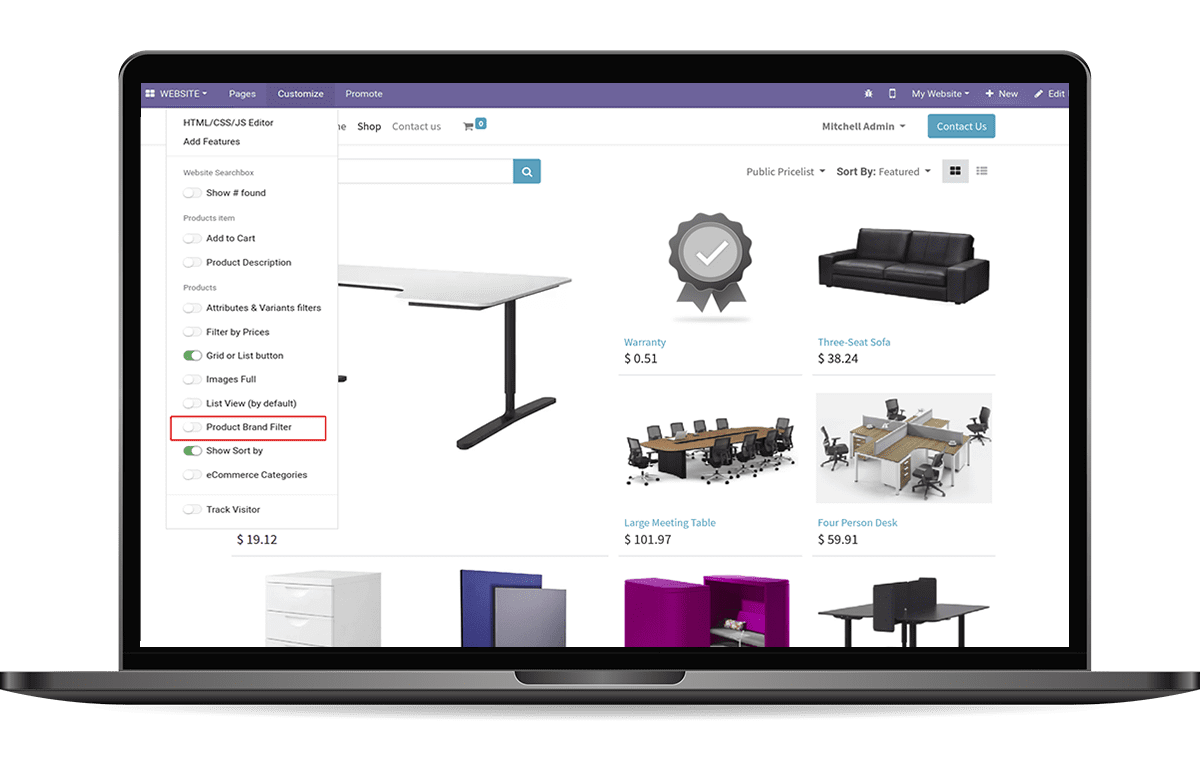 WEBSITE Pages Customize Promote My Website New Edit
HTML/CSS/JS Editor
Add Features
Shop Contact us 0 Mitchell Admin Contact Us
Public Pricelist Sort By: Featured
Website Searchbox
Show # found
Products item
Add to Cart
Product Description
Products
Attributes & Variants filters
Filter by Prices
Grid or List button
Images Full
List View (by default)
Product Brand Filter
Show Sort by
eCommerce Categories
Track Visitor
$ 19.12
Warranty
$ 0.51
Three-Seat Sofa
$ 38.24
Large Meeting Table
$ 101.97
Four Person Desk
$ 59.91